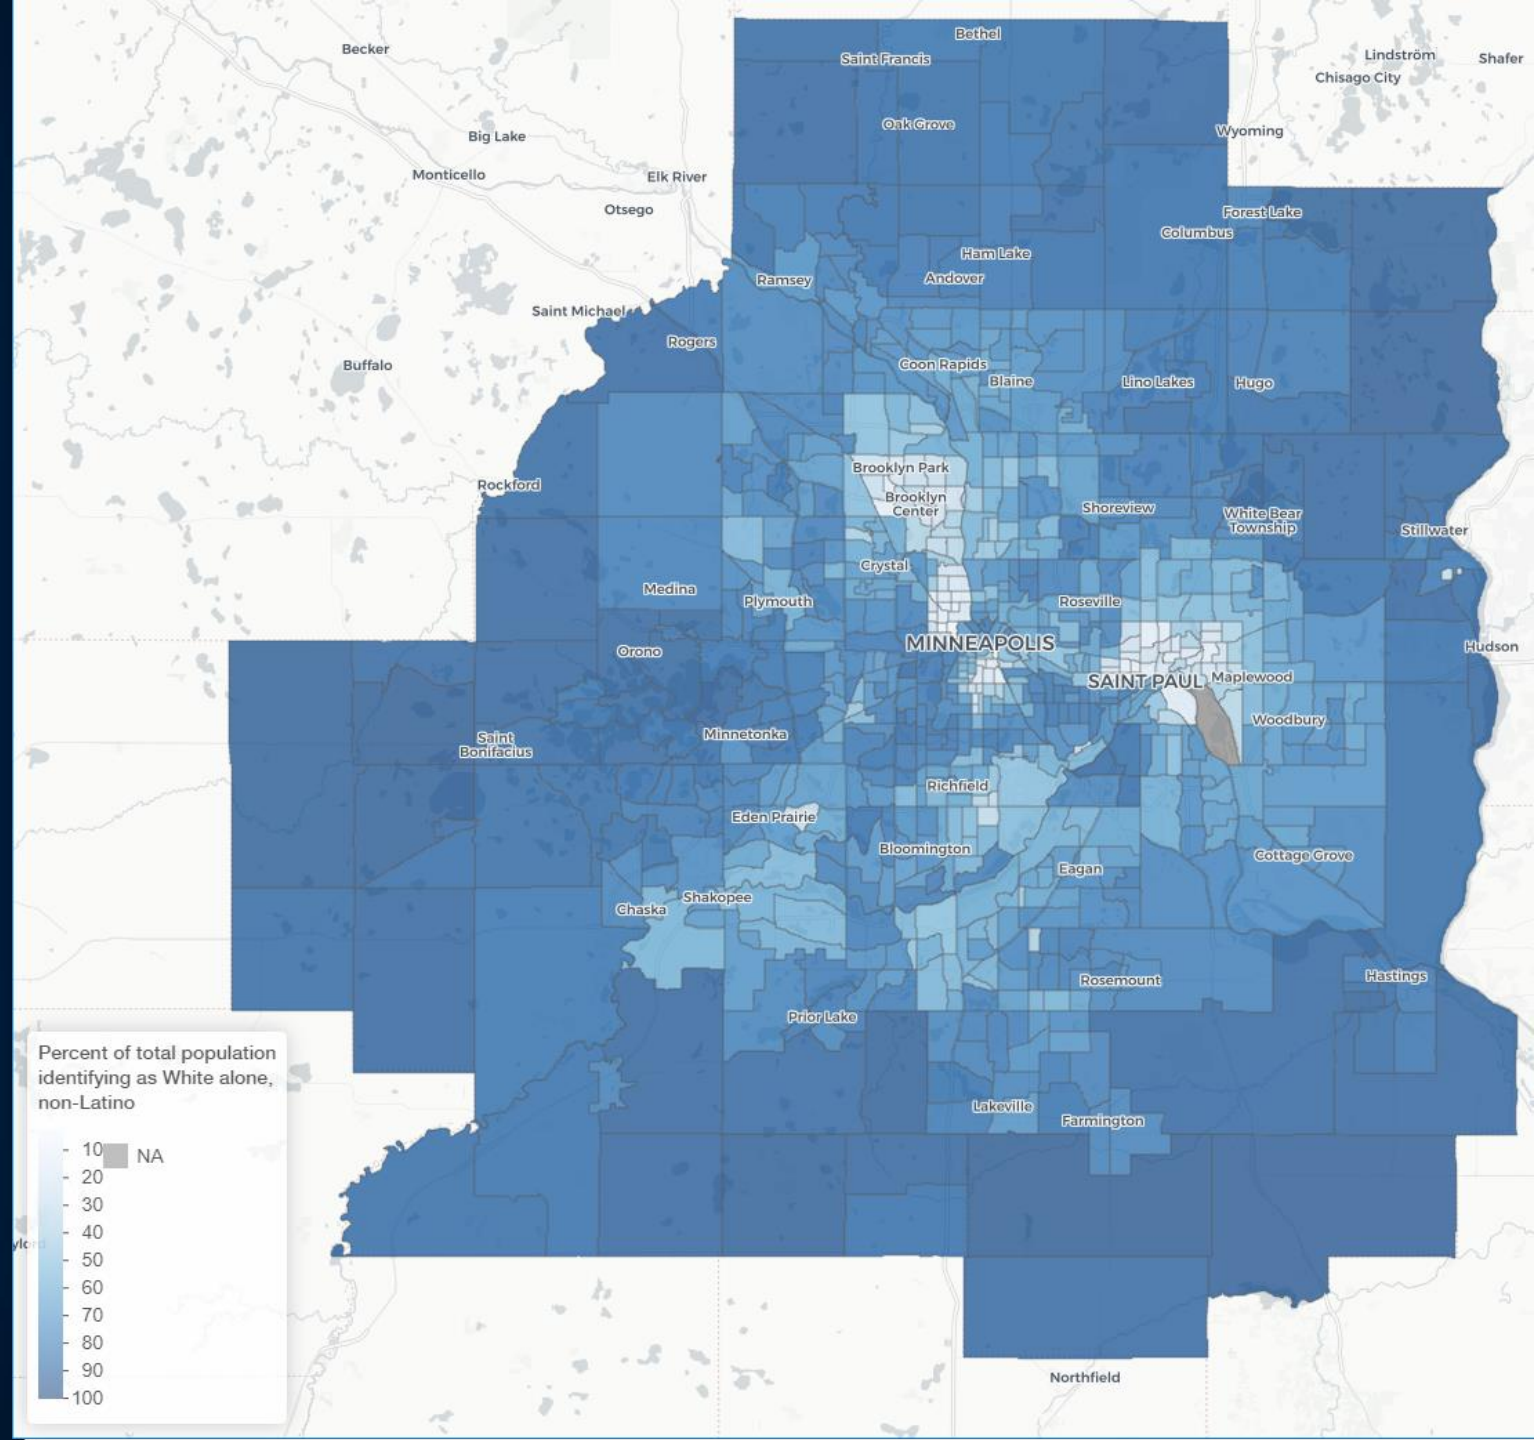 Becker
Bethel
Saint Francis
Lindström
Shafer
Chisago City
Big Lake
Oak Grove
Wyoming
Monticello
Elk River
Otsego
Forest Lake
Columbus
Ham Lake
Andover
Ramsey
Saint Michael
Rogers
Buffalo
Coon Rapids
Blaine
Lino Lakes
Hugo
Brooklyn Park
Rockford
Brooklyn
Center
Shoreview
White Bear
Township
Stillwater
Crystal
Medina
Plymouth
Roseville
MINNEAPOLIS
Hudson
Orono
SAINT PAUL
Maplewood
Woodbury
Saint
Bonifacius
Minnetonka
Richfield
Eden Prairie
Bloomington
Cottage Grove
Eagan
Shakopee
Chaska
Hastings
Rosemount
Prior Lake
Lakeville
Farmington
Northfield
Percent of total population
identifying as White alone,
non-Latino
10
NA
20
30
40
50
60
70
80
90
100